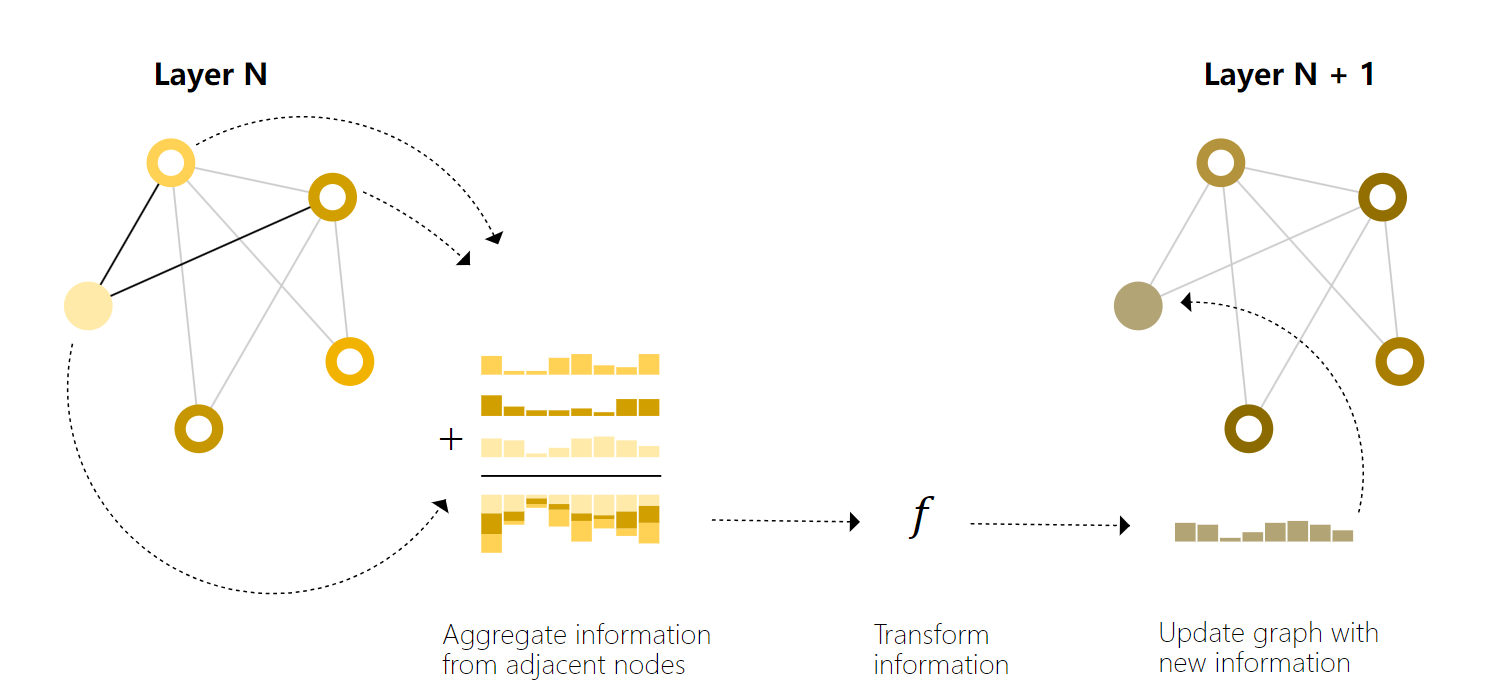 Layer N
Layer N + 1
+
f
Aggregate information
from adjacent nodes
Transform
information
Update graph with
new information